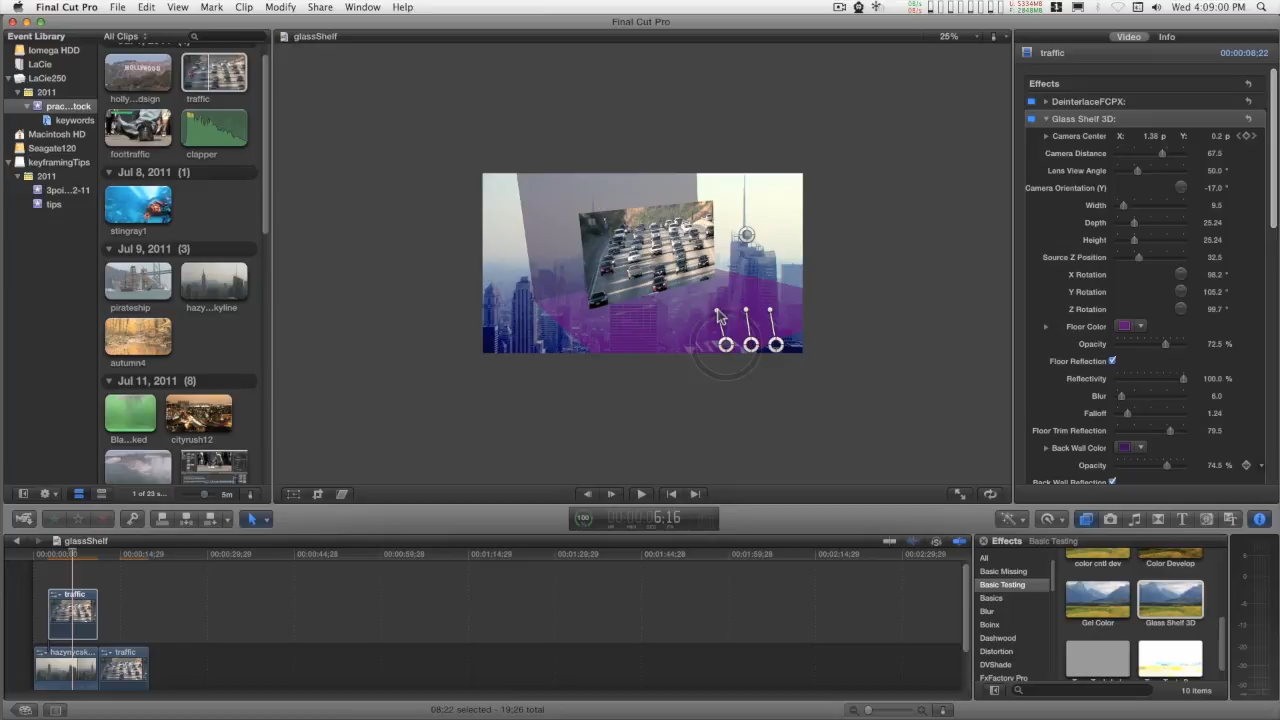 Final Cut Pro File Edit View Mark Clip Modify Share Window Help
Wed 4:09:00 PM
Final Cut Pro
Event Library
All Clips
glassShelf
25%
Video Info
Iomega HDD
LaCie
LaCie250
2011
prac...tock
keywords
Macintosh HD
Seagate120
keyframingTips
2011
3poi...2-11
tips
holly...dsign
traffic
foottraffic
clapper
Jul 8, 2011 (1)
stingray1
Jul 9, 2011 (3)
pirateship
hazy...kyline
autumn4
Jul 11, 2011 (8)
Bla...ked
cityrush12
traffic
00:00:08;22
Effects
DeinterlaceFCPX:
Glass Shelf 3D:
Camera Center X: 1.38 p Y: 0.2 p
Camera Distance 67.5
Lens View Angle 50.0 °
Camera Orientation (Y) -17.0 °
Width 9.5
Depth 25.24
Height 25.24
Source Z Position 32.5
X Rotation 98.2 °
Y Rotation 105.2 °
Z Rotation 99.7 °
Floor Color
Opacity 72.5 %
Floor Reflection
Reflectivity 100.0 %
Blur 6.0
Falloff 1.24
Floor Trim Reflection 79.5
Back Wall Color
Opacity 74.5 %
Back Wall Reflection
1 of 23 s...
5m
100
6:16
glassShelf
00:00:00;00
00:00:14;29
00:00:29;29
00:00:44;28
00:00:59;28
00:01:14;29
00:01:29;29
00:01:44;28
00:01:59;28
00:02:14;29
00:02:29;29
traffic
hazynycsk...
traffic
Effects Basic Testing
All
Basic Missing
Basic Testing
Basics
Blur
Boinx
Dashwood
Distortion
DVShade
FxFactory Pro
color cntl dev
Color Develop
Gel Color
Glass Shelf 3D
10 items
08:22 selected - 19:26 total